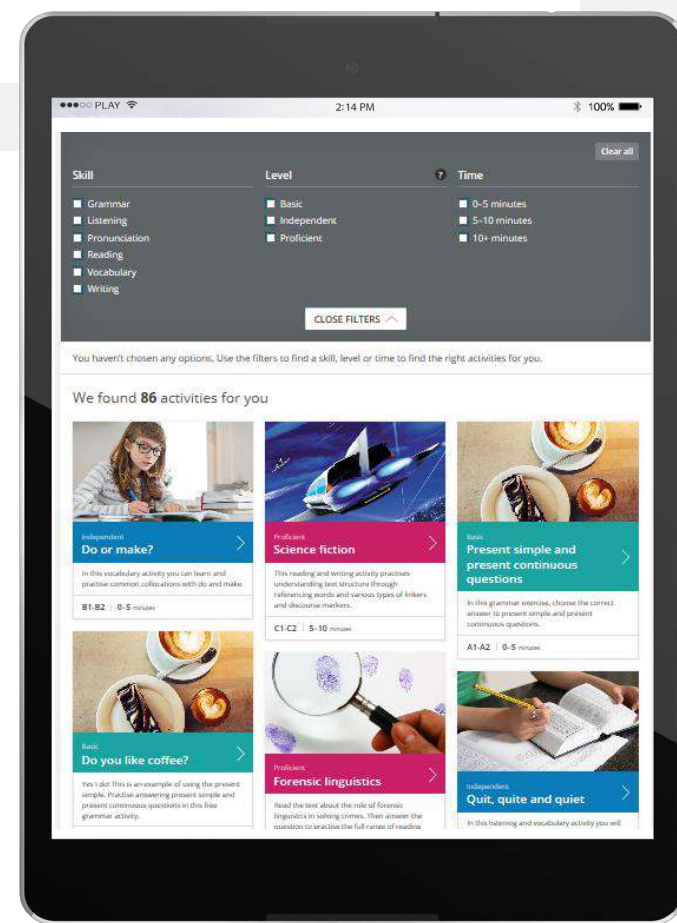 PLAY
2:14 PM
100%
Clear all
Skill
Grammar
Listening
Pronunciation
Reading
Vocabulary
Writing
Level
?
Basic
Independent
Proficient
Time
0–5 minutes
5–10 minutes
10+ minutes
CLOSE FILTERS
You haven't chosen any options. Use the filters to find a skill, level or time to find the right activities for you.
We found 86 activities for you
Independent
Do or make?
In this vocabulary activity you can learn and
practise common collocations with do and make.
B1-B2 | 0–5 minutes
Proficient
Science fiction
This reading and writing activity practises
understanding text structure through
referencing words and various types of linkers
and discourse markers.
C1-C2 | 5–10 minutes
Basic
Present simple and
present continuous
questions
In this grammar exercise, choose the correct
answer to present simple and present
continuous questions.
A1-A2 | 0–5 minutes
Basic
Do you like coffee?
Yes I do! This is an example of using the present
simple. Practise answering present simple and
present continuous questions in this free
grammar activity.
Proficient
Forensic linguistics
Read the text about the role of forensic
linguistics in solving crimes. Then answer the
question to practise the full range of reading
Independent
Quit, quite and quiet
In this listening and vocabulary activity you will